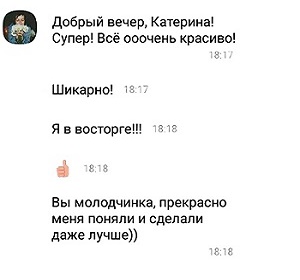 Добрый вечер, Катерина!
Супер! Всё ооочень красиво!
18:17
Шикарно! 18:17
Я в восторге!!! 18:18
👍 18:18
Вы молодчинка, прекрасно
меня поняли и сделали
даже лучше))
18:18